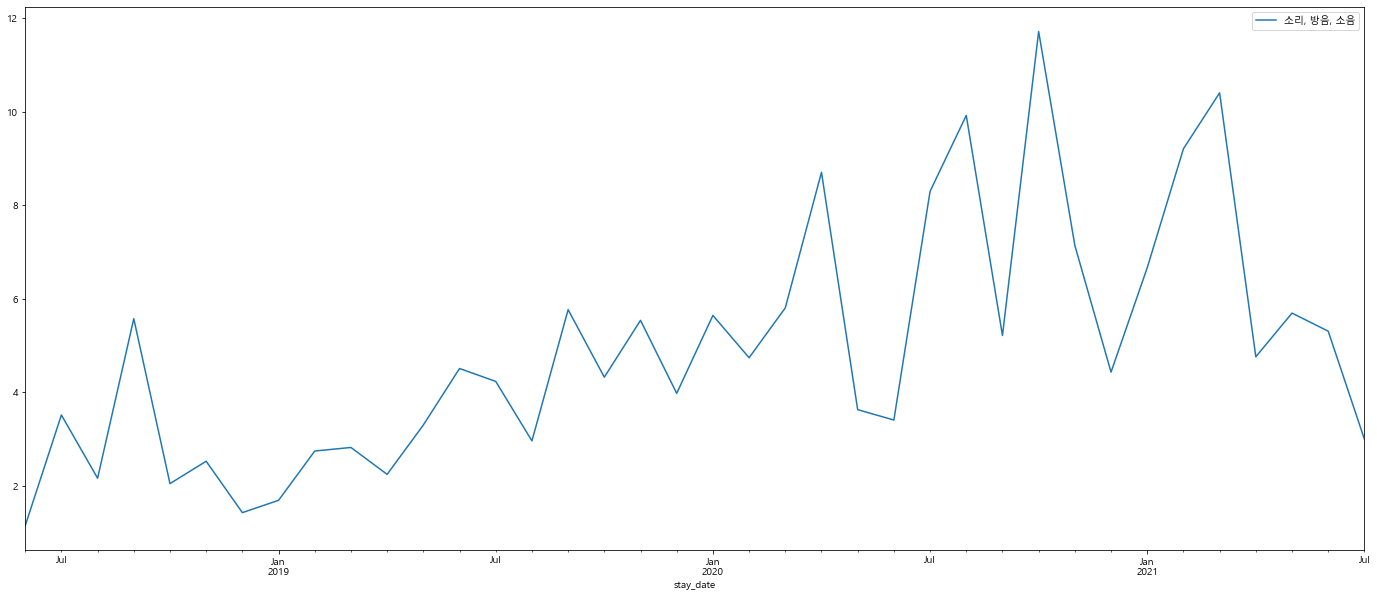 12
소리, 방음, 소음
10
8
6
4
2
Jul Jan Jul Jan Jul Jan Jul
2019 2020 2021
stay_date